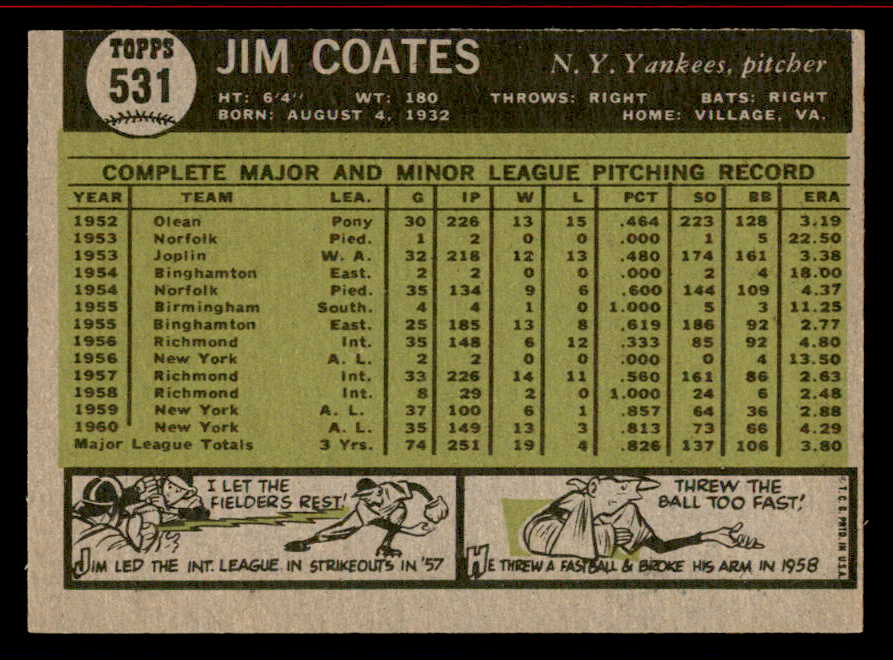 TOPPS
531
JIM COATES
N. Y. Yankees, pitcher
HT: 6'4" WT: 180 THROWS: RIGHT BATS: RIGHT
BORN: AUGUST 4, 1932 HOME: VILLAGE, VA.
COMPLETE MAJOR AND MINOR LEAGUE PITCHING RECORD
YEAR TEAM LEA. G IP W L PCT SO BB ERA
1952 Olean Pony 30 226 13 15 .464 223 128 3.19
1953 Norfolk Pied. 1 2 0 0 .000 1 5 22.50
1953 Joplin W. A. 32 218 12 13 .480 174 161 3.38
1954 Binghamton East. 2 2 0 0 .000 2 4 18.00
1954 Norfolk Pied. 35 134 9 6 .600 144 109 4.37
1955 Birmingham South. 4 4 1 0 1.000 5 3 11.25
1955 Binghamton East. 25 185 13 8 .619 186 92 2.77
1956 Richmond Int. 35 148 6 12 .333 85 92 4.80
1956 New York A. L. 2 2 0 0 .000 0 4 13.50
1957 Richmond Int. 33 226 14 11 .560 161 86 2.63
1958 Richmond Int. 8 29 2 0 1.000 24 6 2.48
1959 New York A. L. 37 100 6 1 .857 64 36 2.88
1960 New York A. L. 35 149 13 3 .813 73 66 4.29
Major League Totals 3 Yrs. 74 251 19 4 .826 137 106 3.80
I LET THE
FIELDERS REST!
JIM LED THE INT. LEAGUE IN STRIKEOUTS IN '57
THREW THE
BALL TOO FAST!
HE THREW A FASTBALL & BROKE HIS ARM IN 1958
© T. C. G. PRTD. IN U.S.A.